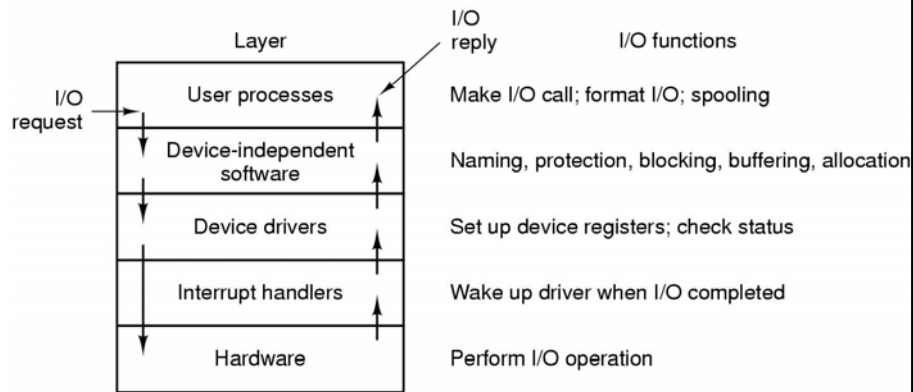 I/O
reply
Layer
I/O functions
I/O
request
User processes
Make I/O call; format I/O; spooling
Device-independent
software
Naming, protection, blocking, buffering, allocation
Device drivers
Set up device registers; check status
Interrupt handlers
Wake up driver when I/O completed
Hardware
Perform I/O operation